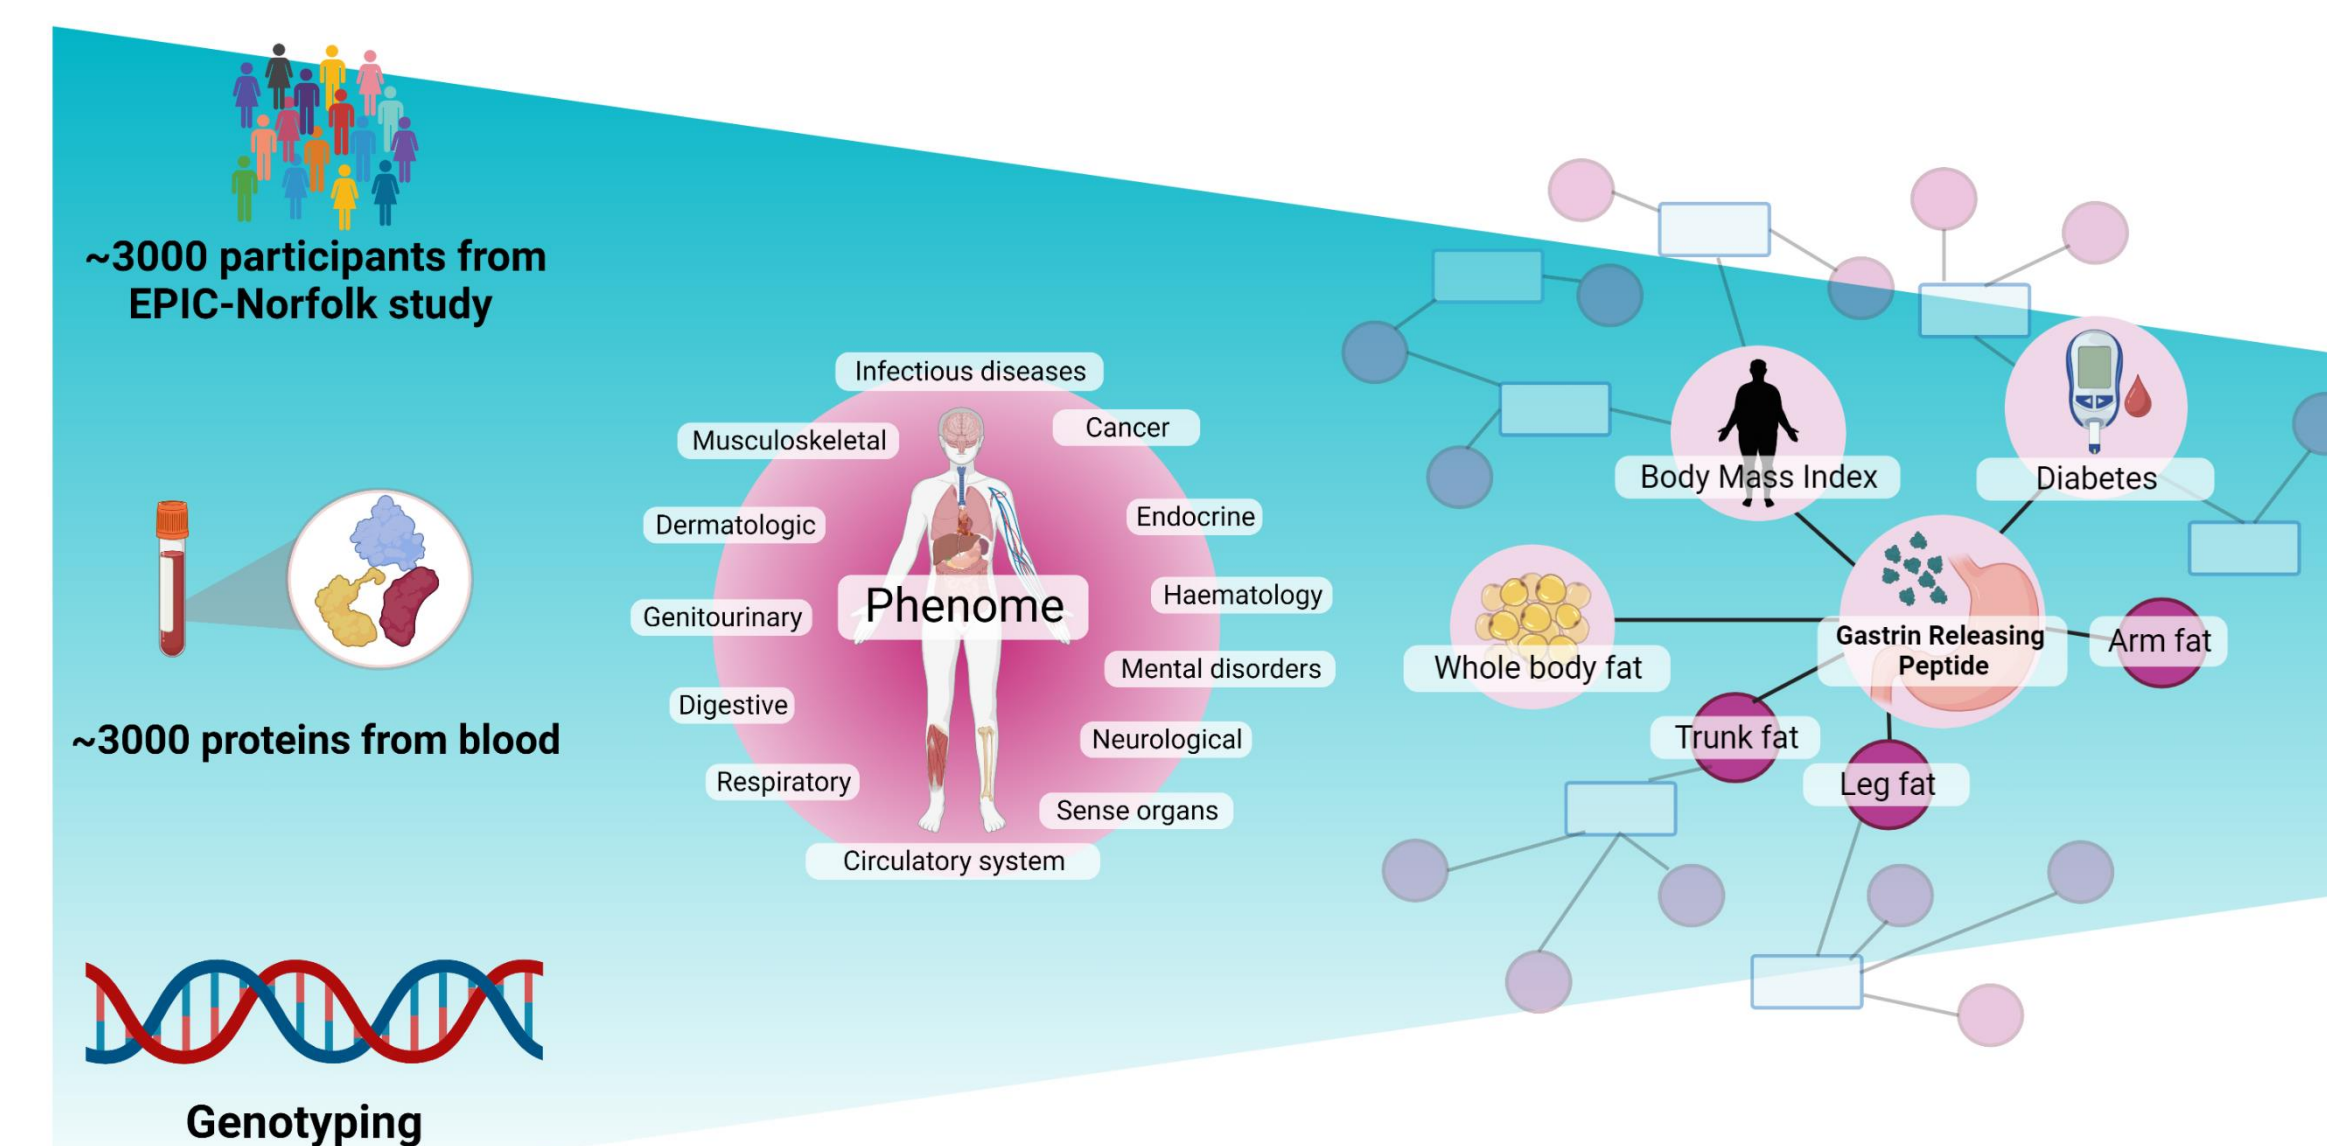 ~3000 participants from
EPIC-Norfolk study
~3000 proteins from blood
Genotyping
Infectious diseases
Musculoskeletal
Cancer
Dermatologic
Endocrine
Genitourinary
Phenome
Haematology
Mental disorders
Digestive
Neurological
Respiratory
Sense organs
Circulatory system
Body Mass Index
Diabetes
Whole body fat
Gastrin Releasing
Peptide
Arm fat
Trunk fat
Leg fat